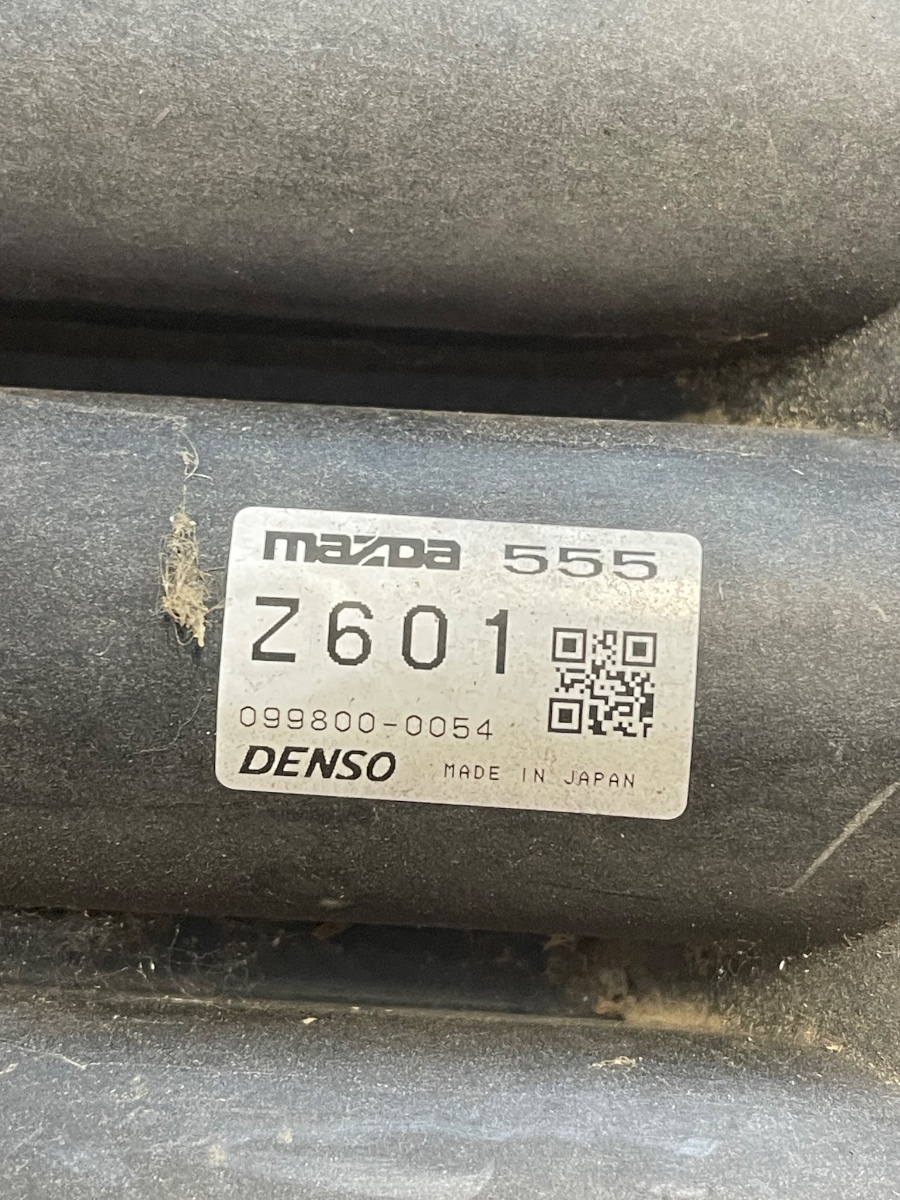 mazda 555
Z601
099800-0054
DENSO MADE IN JAPAN